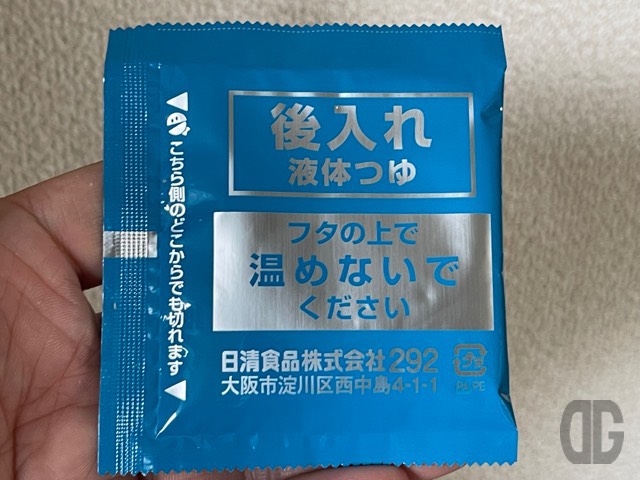 後入れ
液体つゆ
フタの上で
温めないで
ください
日清食品株式会社292
大阪市淀川区西中島4-1-1
こちら側のどこからでも切れます
DG